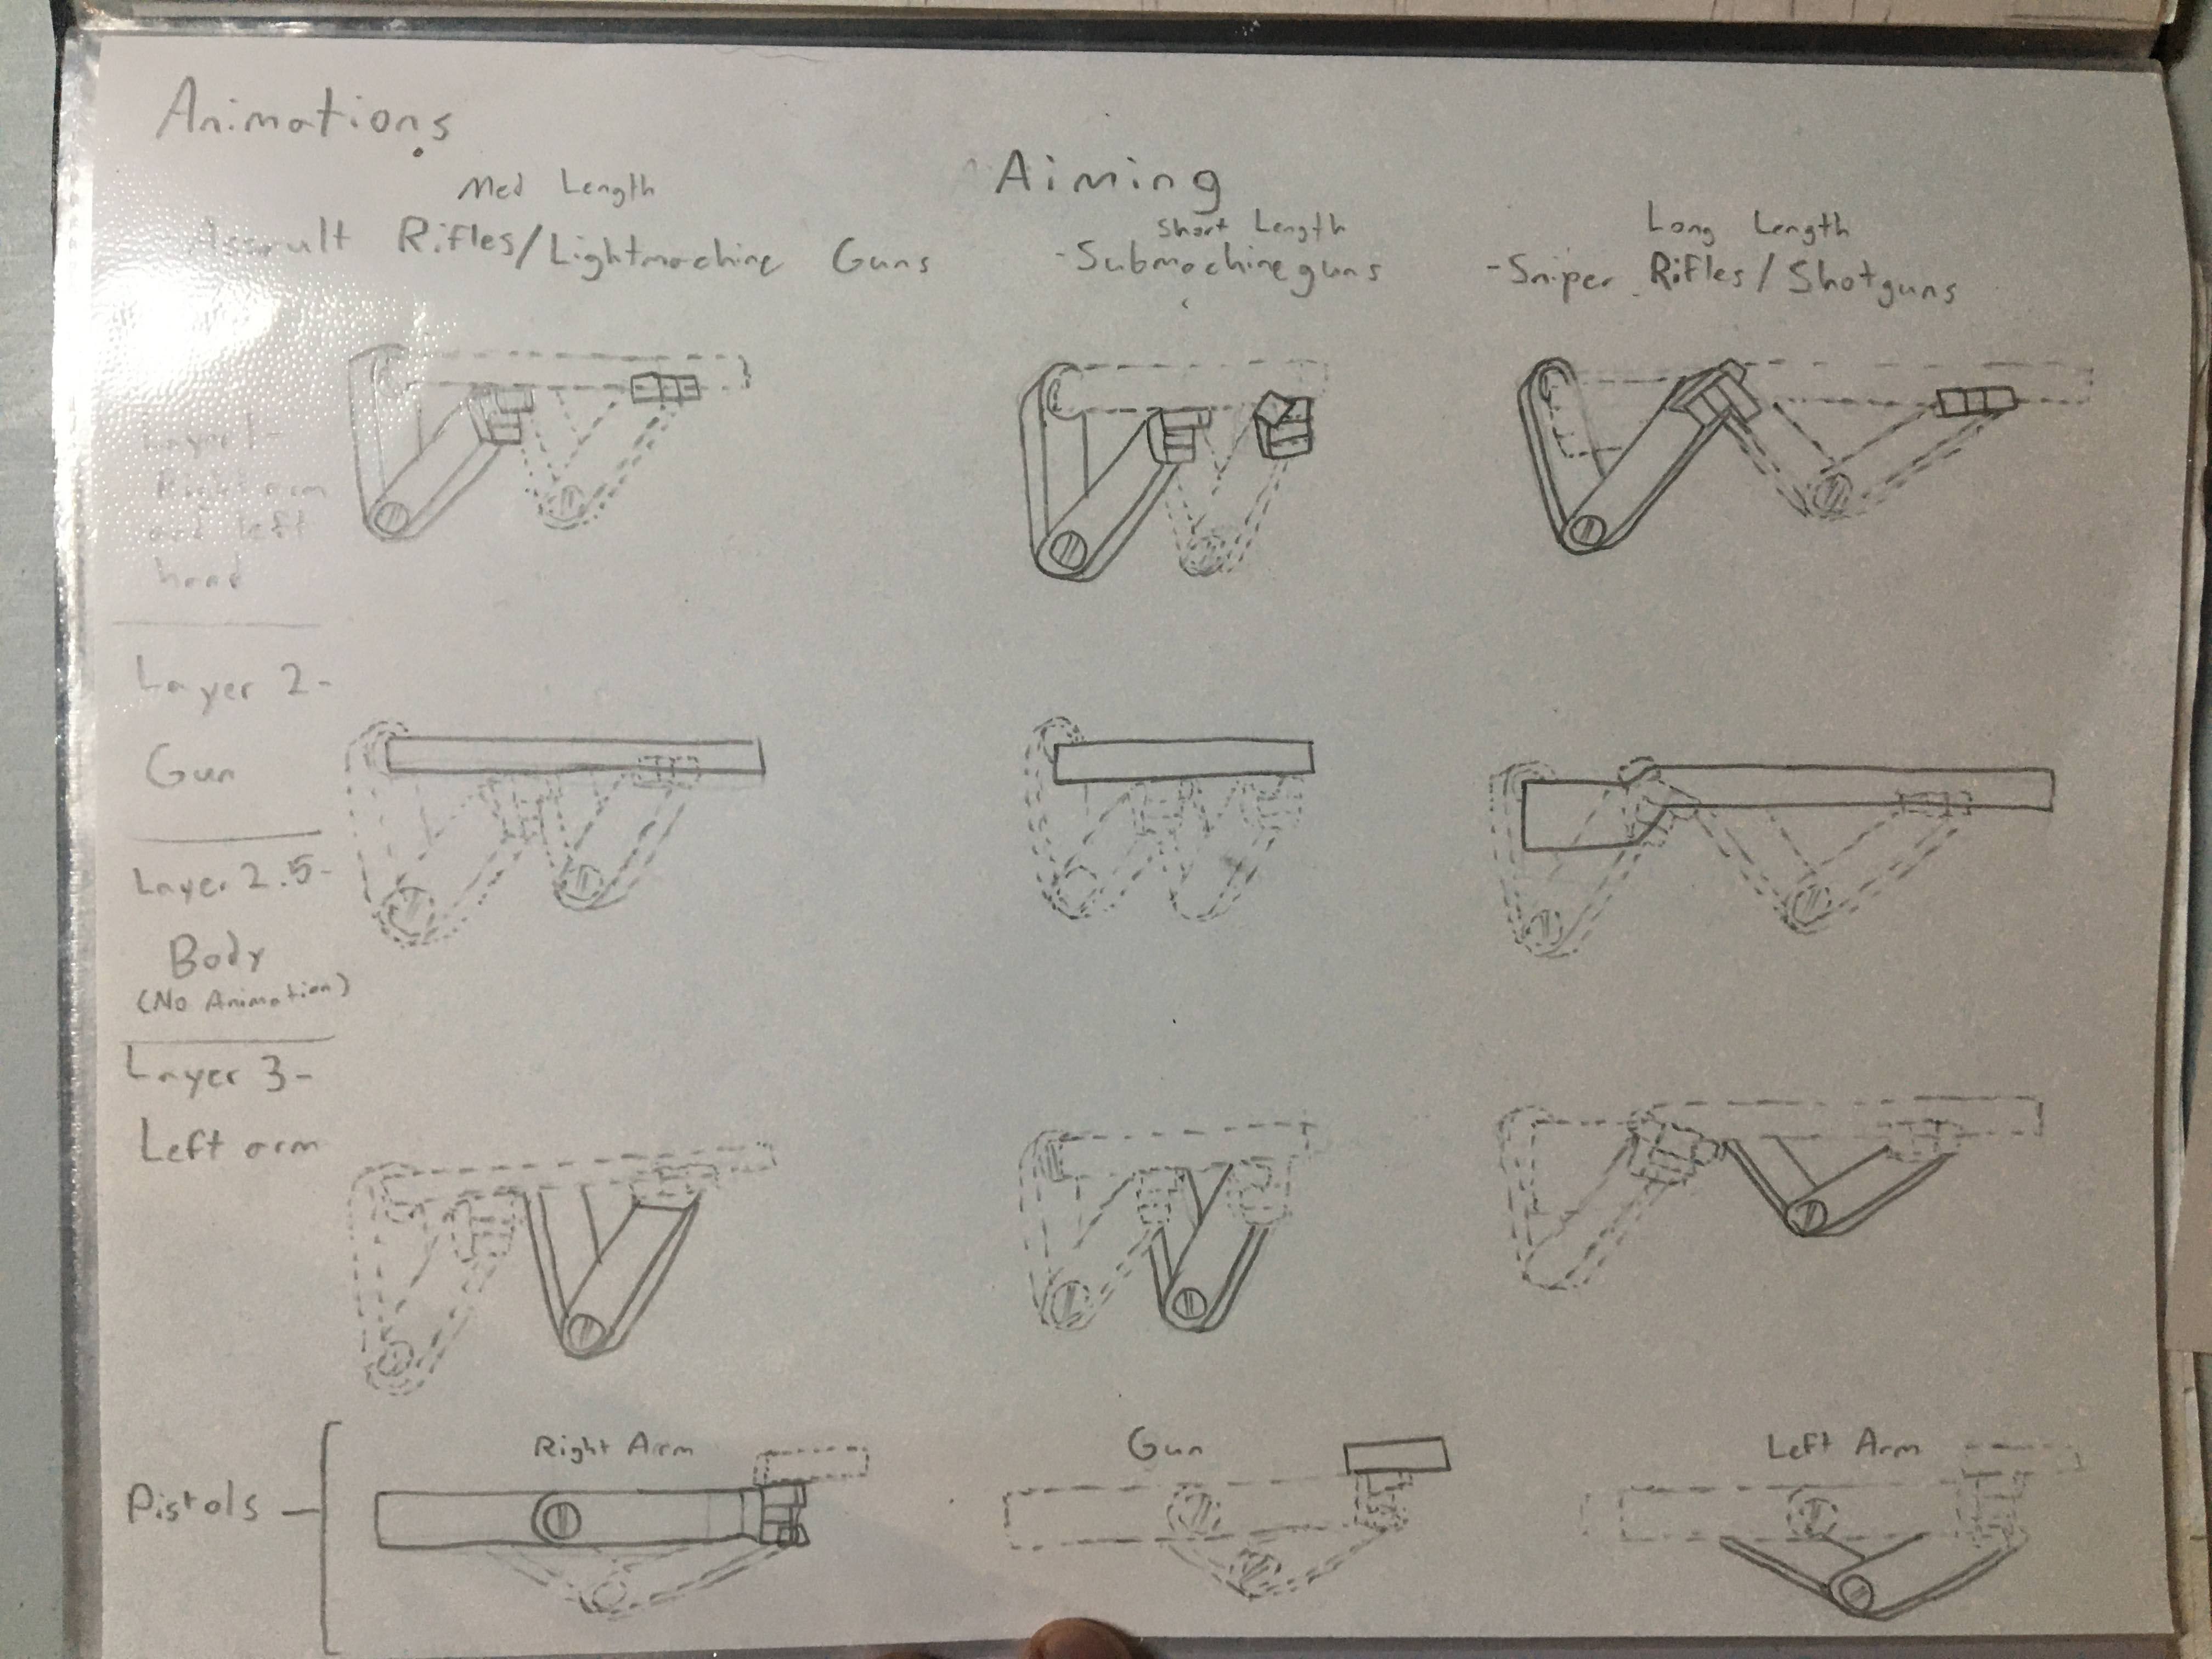 Animations
Aiming
Med Length
Assault Rifles/Lightmachine Guns
Short Length
-Submachineguns
Long Length
-Sniper Rifles/Shotguns
Layer 1-
Right arm
and left
hand
Layer 2-
Gun
Layer 2.5-
Body
(No Animation)
Layer 3-
Left arm
Pistols
Right Arm
Gun
Left Arm